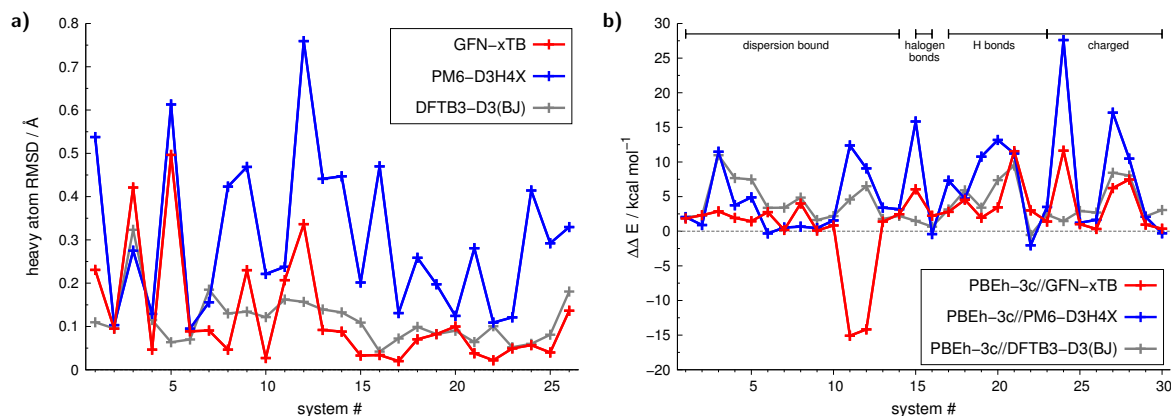 a)
0.8
0.7
0.6
0.5
0.4
0.3
0.2
0.1
0
heavy atom RMSD / Å
GFN−xTB
PM6−D3H4X
DFTB3−D3(BJ)
5 10 15 20 25
system #
b)
30
25
20
15
10
5
0
−5
−10
−15
−20
ΔΔ E / kcal mol⁻¹
dispersion bound
halogen
bonds
H bonds
charged
PBEh−3c//GFN−xTB
PBEh−3c//PM6−D3H4X
PBEh−3c//DFTB3−D3(BJ)
5 10 15 20 25 30
system #